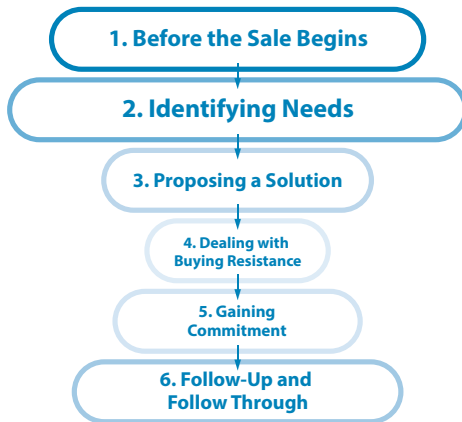 1. Before the Sale Begins
2. Identifying Needs
3. Proposing a Solution
4. Dealing with
Buying Resistance
5. Gaining
Commitment
6. Follow-Up and
Follow Through